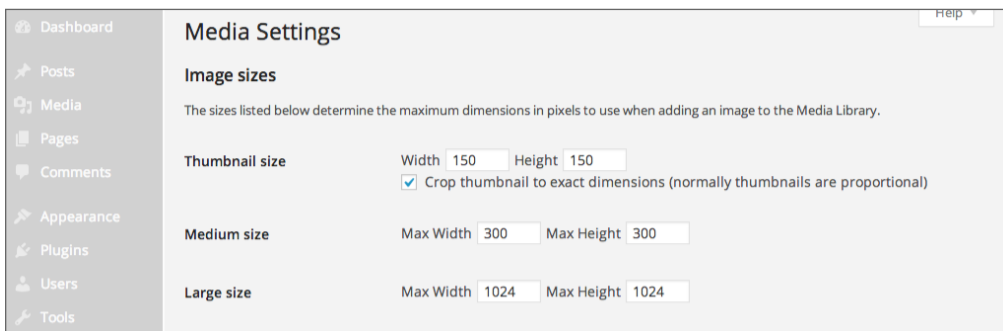 Dashboard
Posts
Media
Pages
Comments
Appearance
Plugins
Users
Tools
Help
Media Settings
Image sizes
The sizes listed below determine the maximum dimensions in pixels to use when adding an image to the Media Library.
Thumbnail size
Width 150 Height 150
Crop thumbnail to exact dimensions (normally thumbnails are proportional)
Medium size
Max Width 300 Max Height 300
Large size
Max Width 1024 Max Height 1024